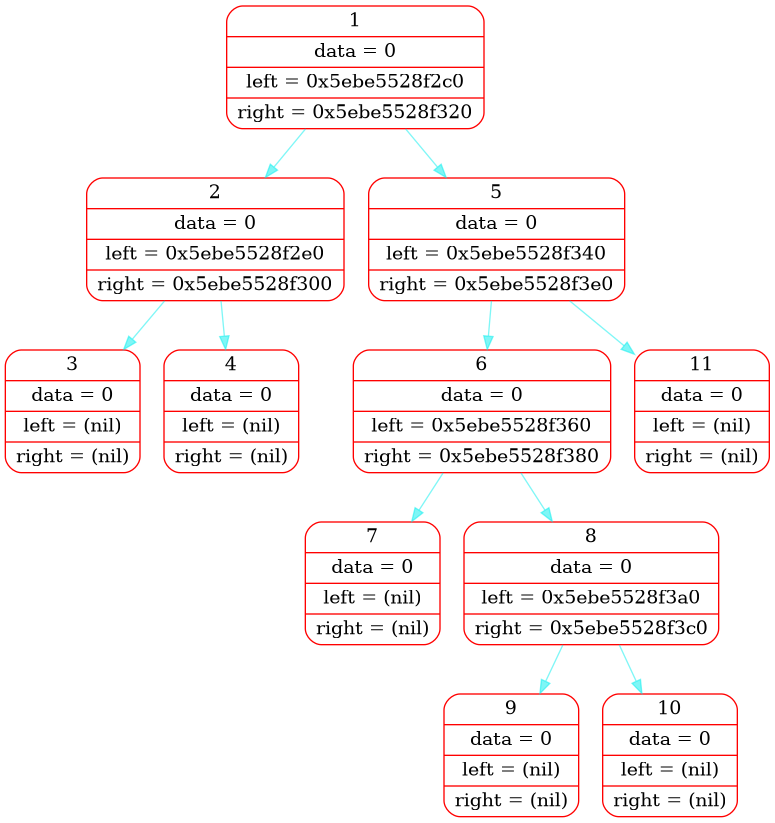 1
data = 0
left = 0x5ebe5528f2c0
right = 0x5ebe5528f320
2
data = 0
left = 0x5ebe5528f2e0
right = 0x5ebe5528f300
5
data = 0
left = 0x5ebe5528f340
right = 0x5ebe5528f3e0
3
data = 0
left = (nil)
right = (nil)
4
data = 0
left = (nil)
right = (nil)
6
data = 0
left = 0x5ebe5528f360
right = 0x5ebe5528f380
11
data = 0
left = (nil)
right = (nil)
7
data = 0
left = (nil)
right = (nil)
8
data = 0
left = 0x5ebe5528f3a0
right = 0x5ebe5528f3c0
9
data = 0
left = (nil)
right = (nil)
10
data = 0
left = (nil)
right = (nil)